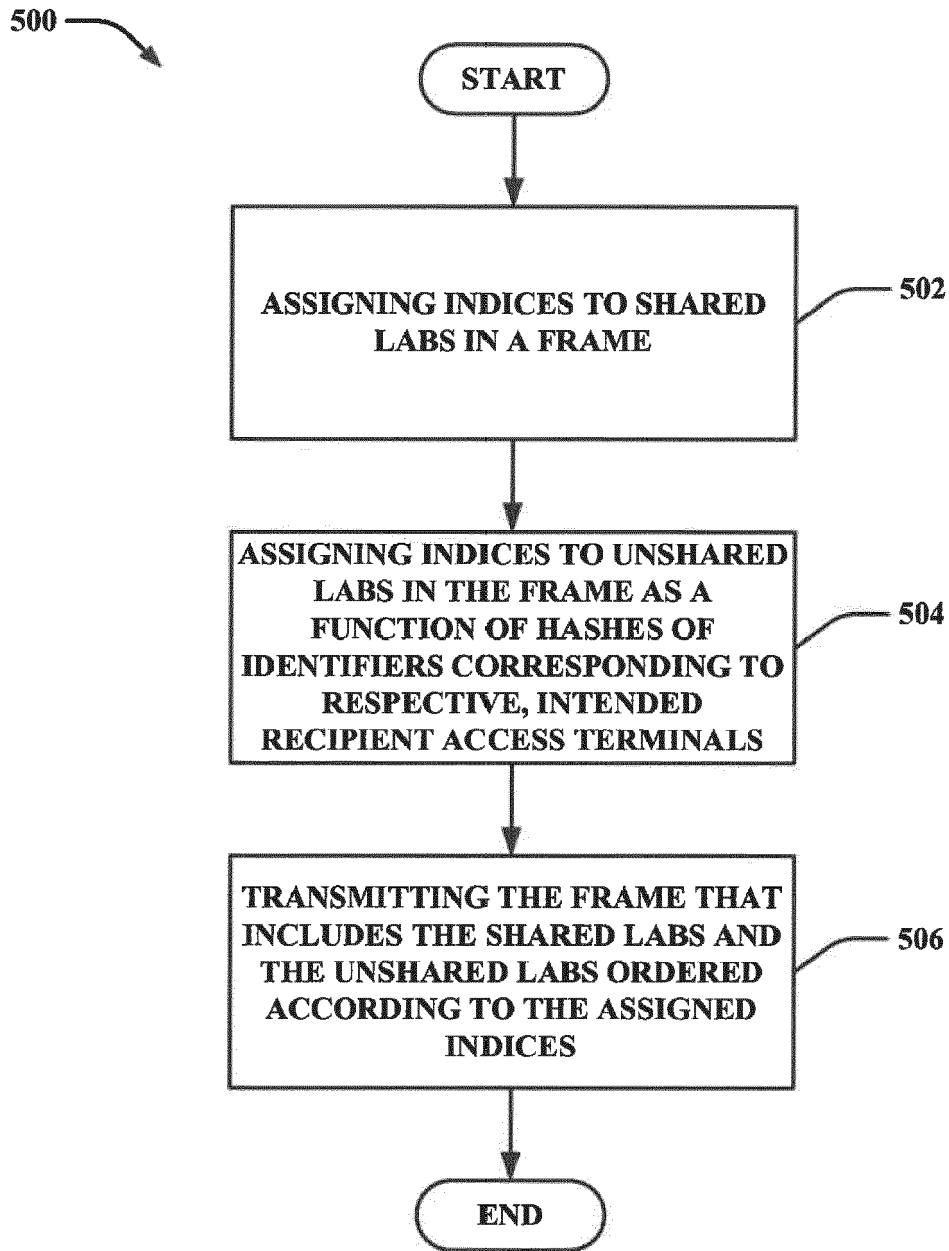 500
START
ASSIGNING INDICES TO SHARED
LABS IN A FRAME
502
ASSIGNING INDICES TO UNSHARED
LABS IN THE FRAME AS A
FUNCTION OF HASHES OF
IDENTIFIERS CORRESPONDING TO
RESPECTIVE, INTENDED
RECIPIENT ACCESS TERMINALS
504
TRANSMITTING THE FRAME THAT
INCLUDES THE SHARED LABS AND
THE UNSHARED LABS ORDERED
ACCORDING TO THE ASSIGNED
INDICES
506
END